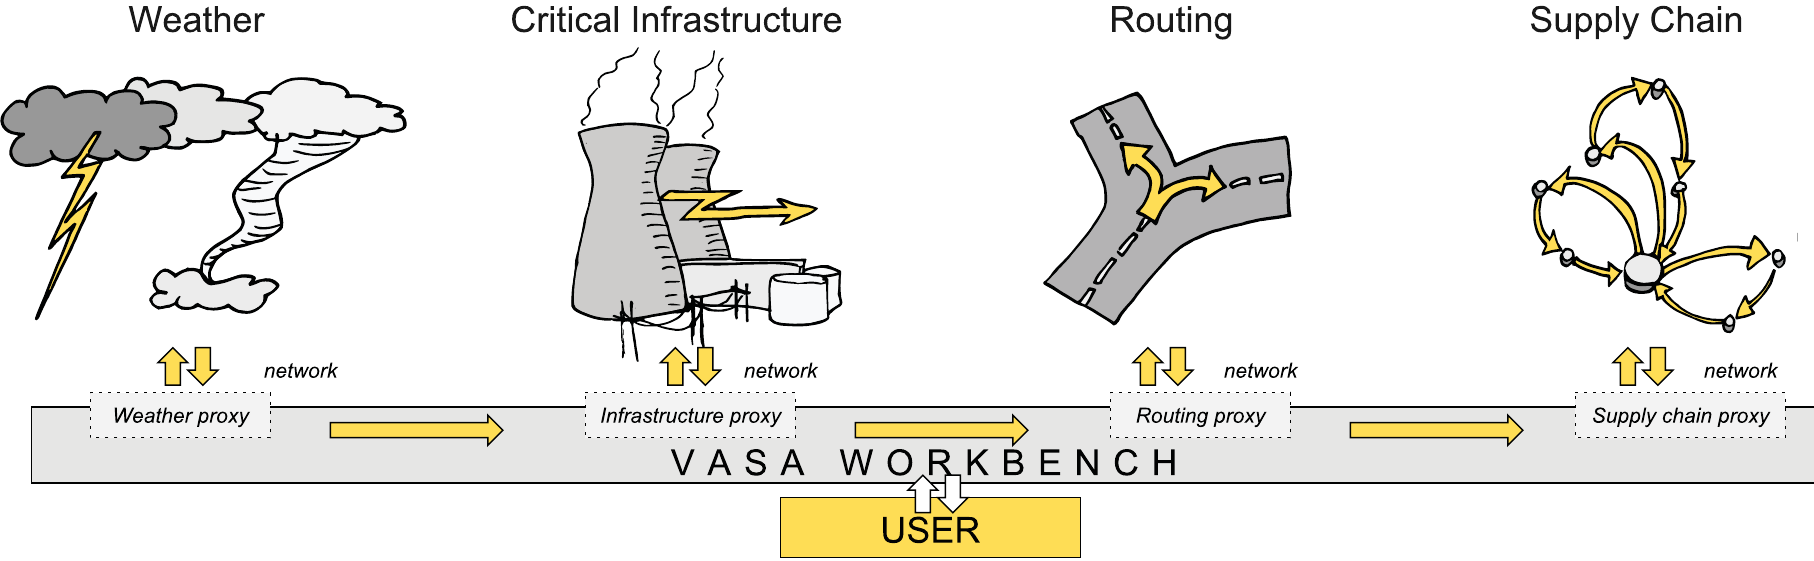 Weather
Critical Infrastructure
Routing
Supply Chain
network
network
network
network
Weather proxy
Infrastructure proxy
Routing proxy
Supply chain proxy
VASA WORKBENCH
USER